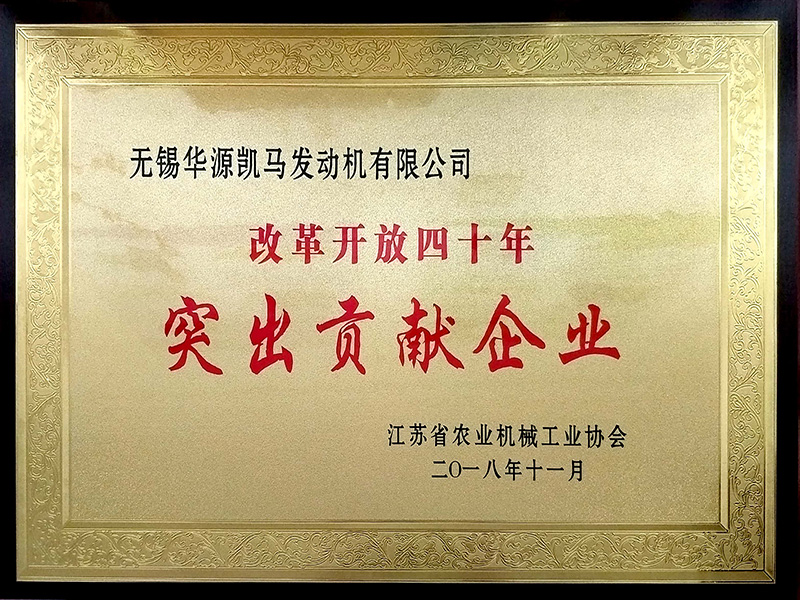 无锡华源凯马发动机有限公司
改革开放四十年
突出贡献企业
江苏省农业机械工业协会
二〇一八年十一月